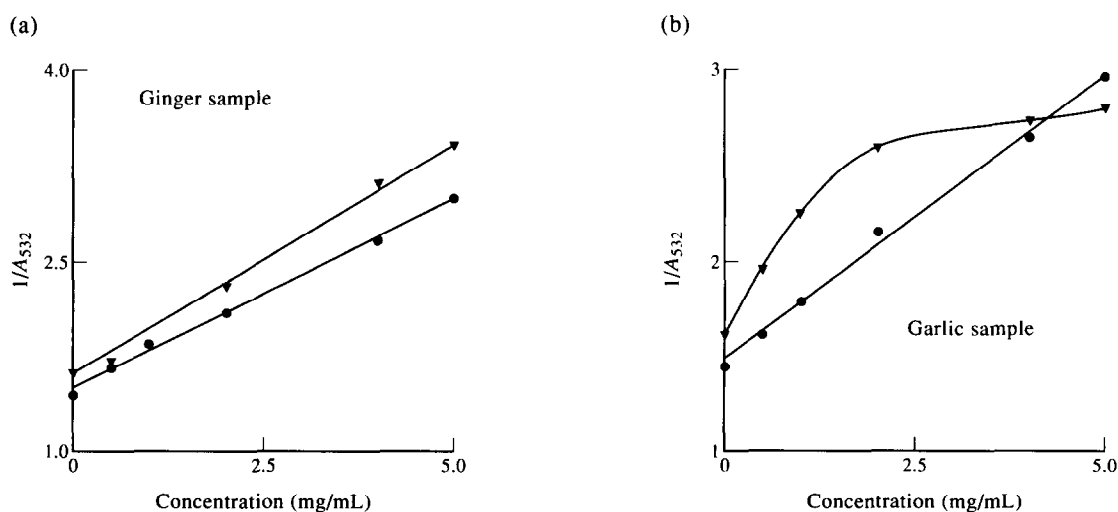 (a)
4.0
Ginger sample
2.5
1/A532
1.0
0
2.5
5.0
Concentration (mg/mL)
(b)
3
2
1/A532
Garlic sample
1
0
2.5
5.0
Concentration (mg/mL)